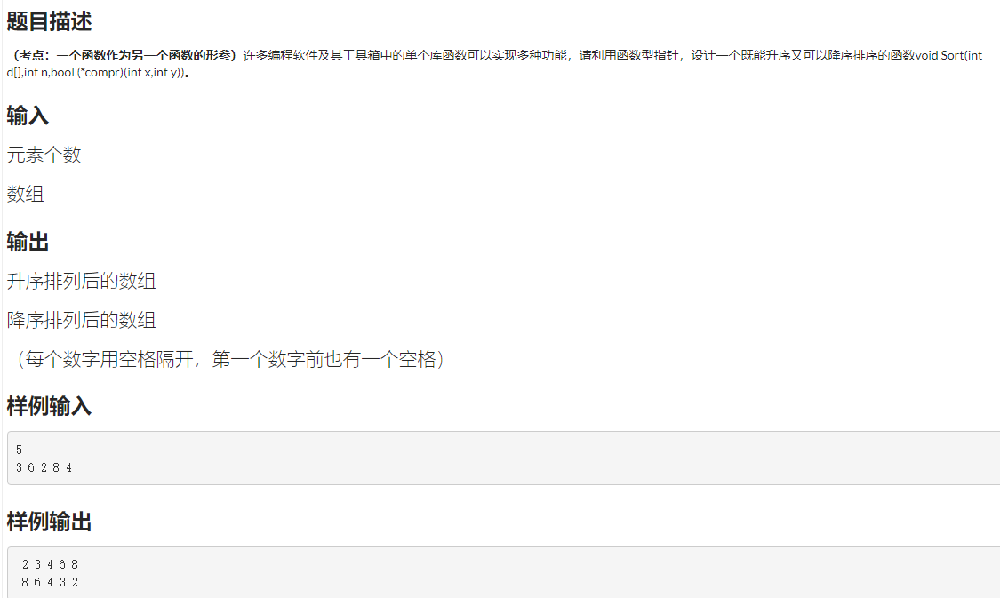 题目描述
（考点：一个函数作为另一个函数的形参）许多编程软件及其工具箱中的单个库函数可以实现多种功能，请利用函数型指针，设计一个既能升序又可以降序排序的函数void Sort(int
d[],int n,bool (*compr)(int x,int y))。
输入
元素个数
数组
输出
升序排列后的数组
降序排列后的数组
（每个数字用空格隔开，第一个数字前也有一个空格）
样例输入
5
3 6 2 8 4
样例输出
2 3 4 6 8
8 6 4 3 2